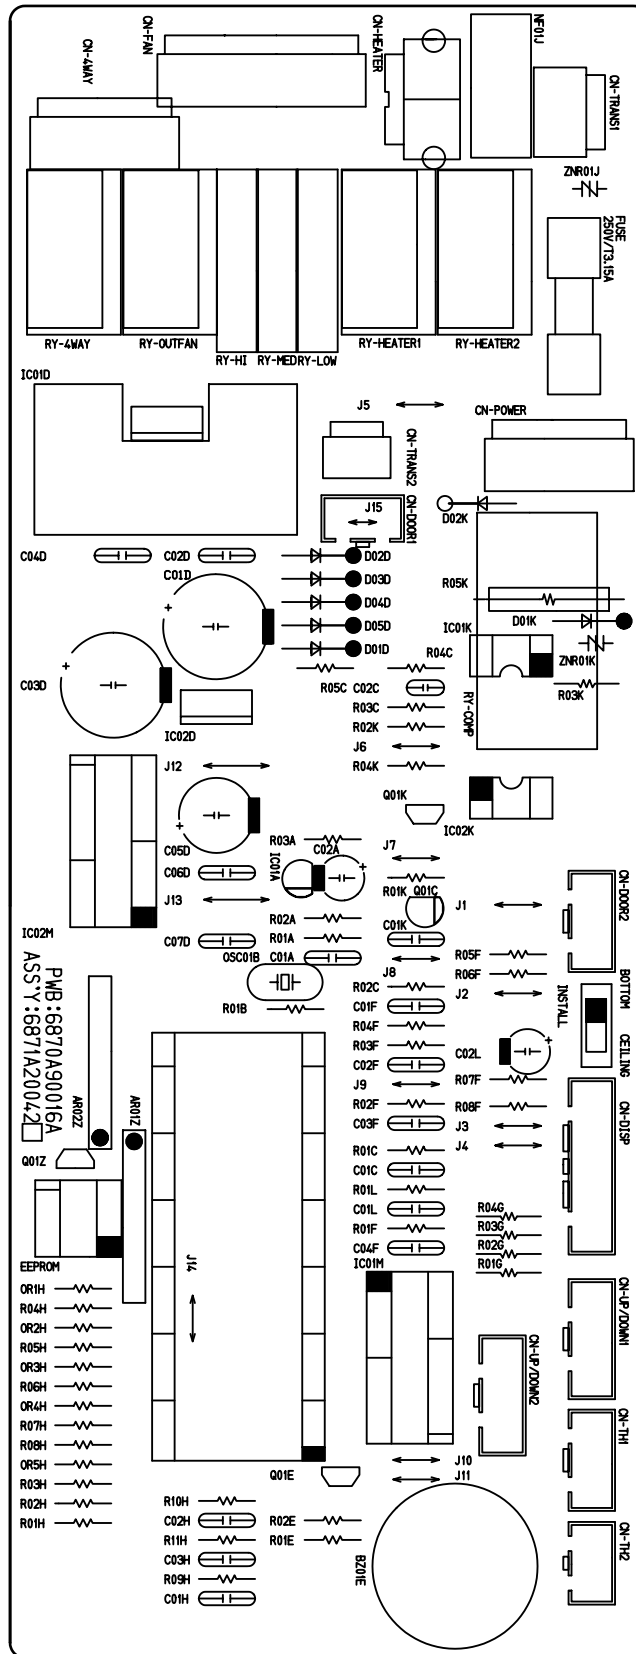 CN-4WAY
CN-FAN
CN-HEATER
NF01J
CN-TRANS1
ZNR01J
FUSE
250V/T3.15A
RY-4WAY
RY-OUTFAN
RY-HI
RY-MED
RY-LOW
RY-HEATER1
RY-HEATER2
IC01D
J5
CN-TRANS2
CN-POWER
CN-DOOR1
J15
D02K
C04D
C02D
D02D
C01D
D03D
R05K
D04D
D05D
D01K
IC01K
D01D
R04C
ZNR01K
C03D
R05C
C02C
R03K
R03C
RY-COMP
R02K
IC02D
J6
J12
R04K
Q01K
IC02K
C05D
R03A
C02A
J7
IC01A
C06D
J13
R01K
Q01C
CN-DOOR2
R02A
C01K
J1
IC02M
C07D
R01A
OSC01B
C01A
R05F
J8
R06F
R02C
J2
INSTALL
BOTTOM
CEILING
R01B
C01F
R04F
R03F
C02L
C02F
PWB:6870A90016A
ASS'Y:6871A20042
J9
R07F
AR02Z
AR01Z
R02F
R08F
CN-DISP
C03F
J3
J4
Q01Z
R01C
C01C
R01L
C01L
R04G
R03G
R01F
R02G
C04F
R01G
EEPROM
J14
IC01M
OR1H
R04H
OR2H
R05H
OR3H
R06H
OR4H
R07H
R08H
OR5H
R03H
R02H
R01H
CN-UP/DOWN1
CN-UP/DOWN2
CN-TH1
J10
J11
Q01E
R10H
C02H
R02E
R11H
R01E
C03H
BZ01E
R09H
C01H
CN-TH2